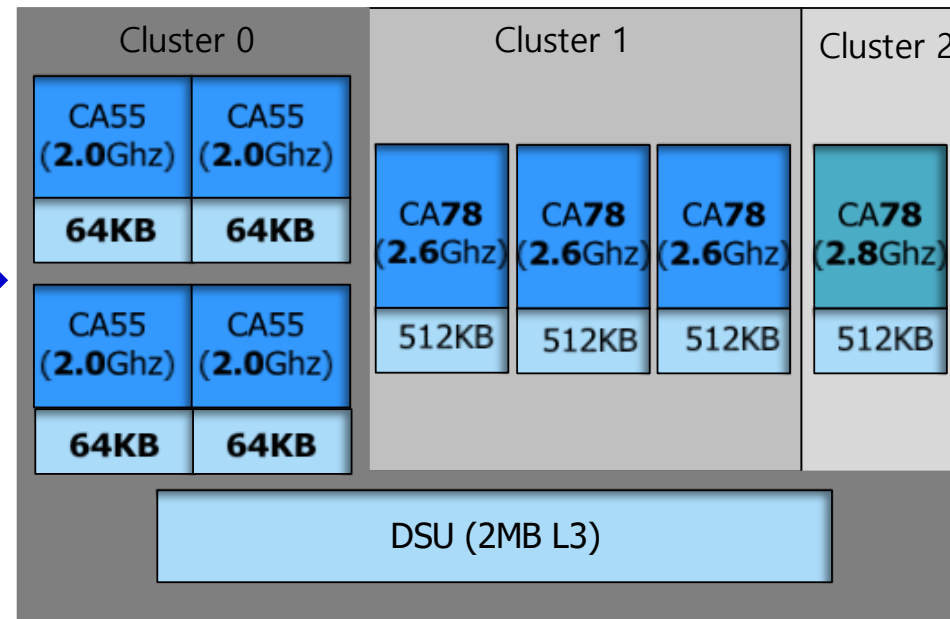 Cluster 0
CA55
(2.0Ghz)
CA55
(2.0Ghz)
64KB
64KB
CA55
(2.0Ghz)
CA55
(2.0Ghz)
64KB
64KB
Cluster 1
CA78
(2.6Ghz)
CA78
(2.6Ghz)
CA78
(2.6Ghz)
512KB
512KB
512KB
Cluster 2
CA78
(2.8Ghz)
512KB
DSU (2MB L3)